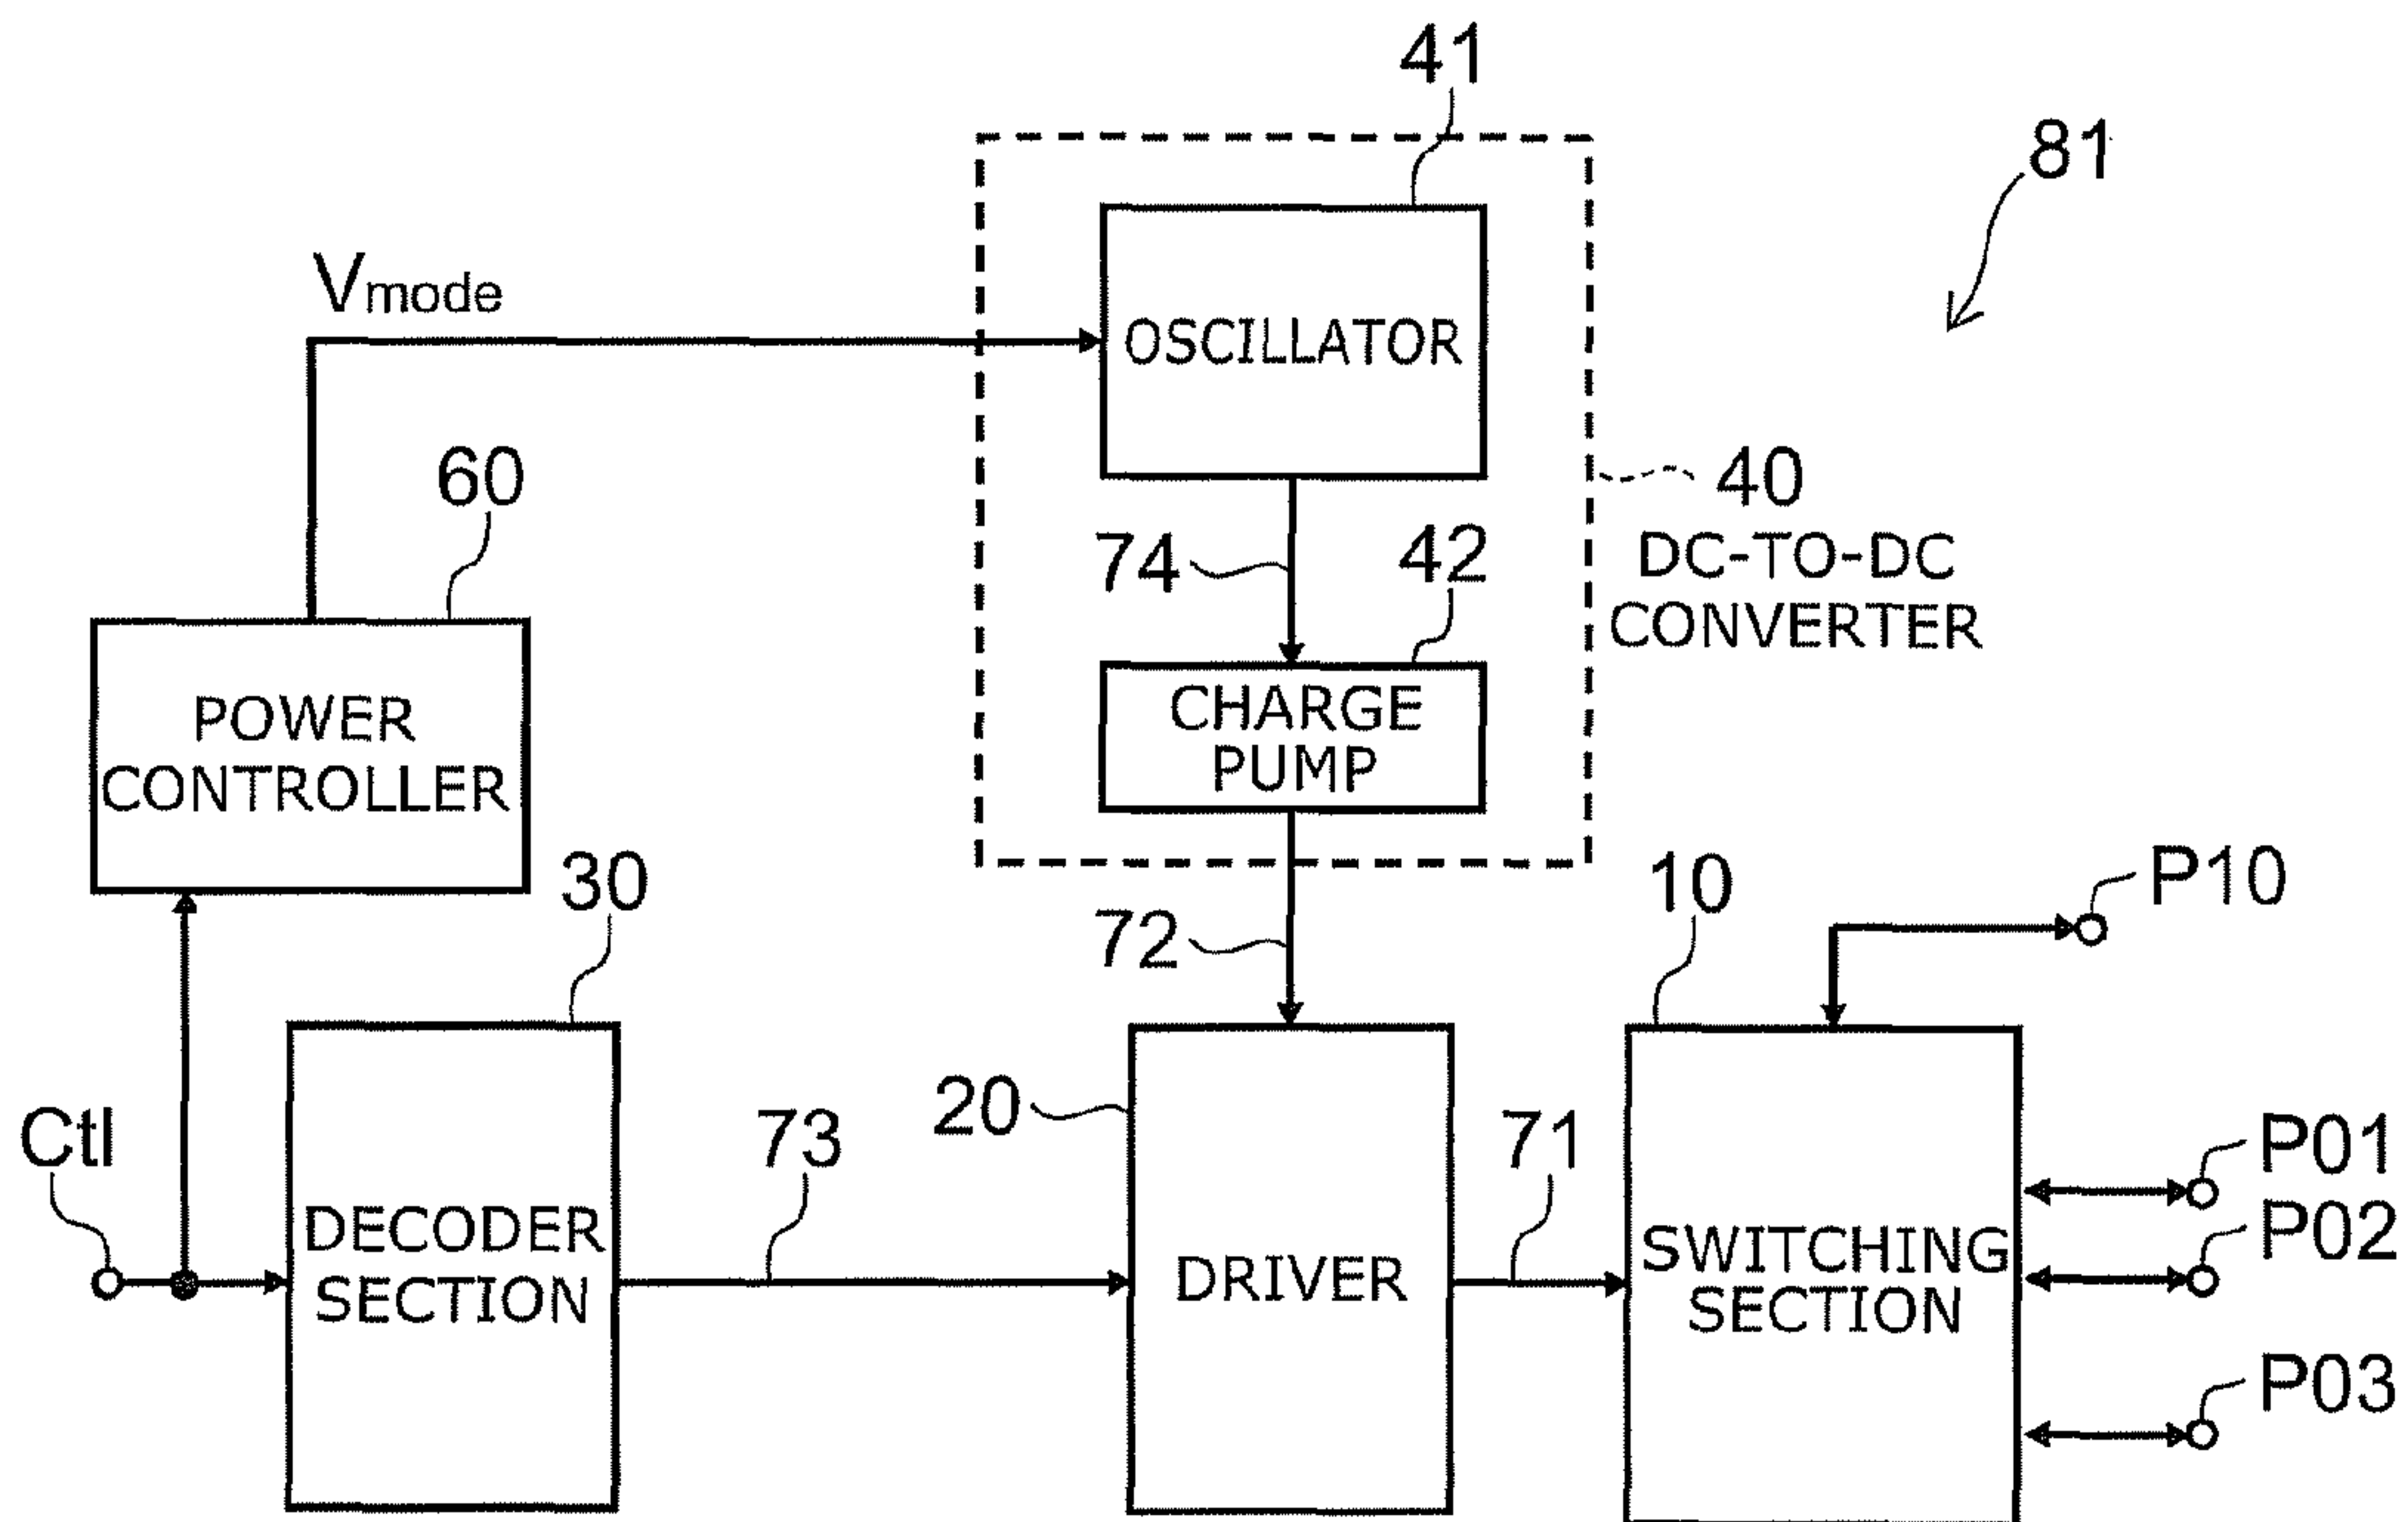 41
81
Vmode
OSCILLATOR
60
40
DC-TO-DC
CONVERTER
74
42
POWER
CONTROLLER
CHARGE
PUMP
30
72
10
P10
Ctl
73
20
71
P01
P02
P03
DECODER
SECTION
DRIVER
SWITCHING
SECTION